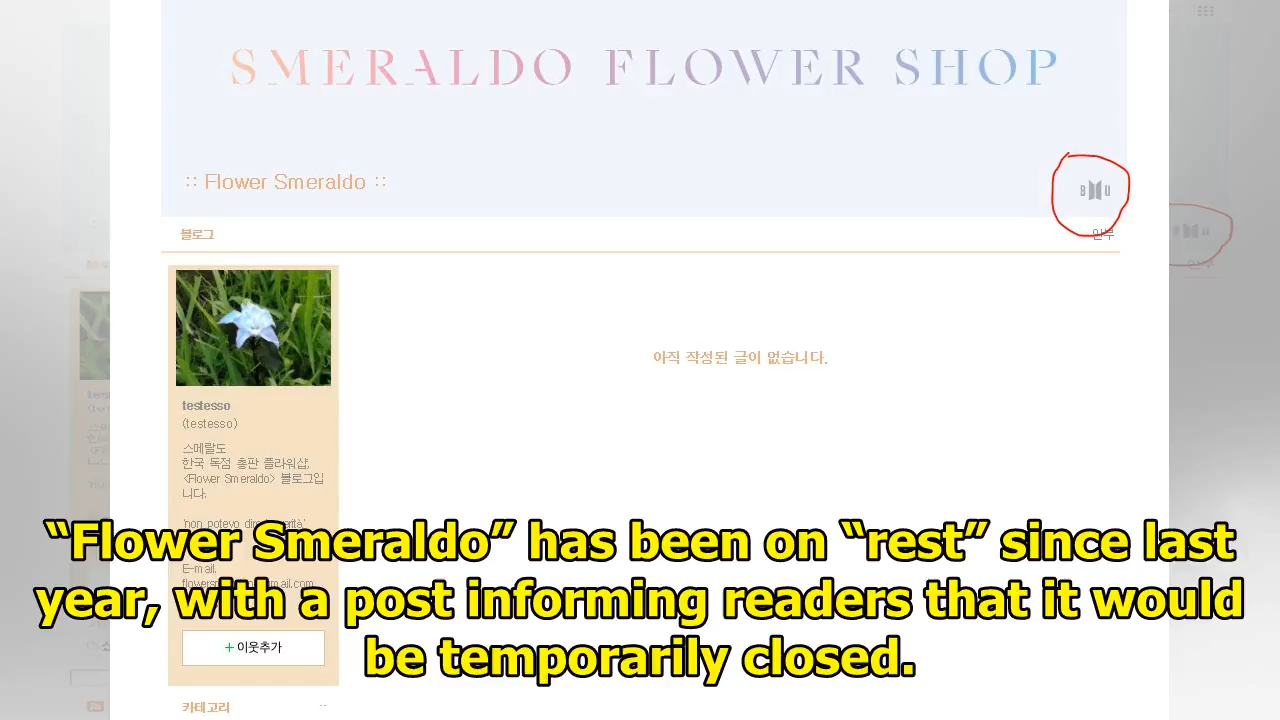 SMERALDO FLOWER SHOP
:: Flower Smeraldo ::
B U
블로그
안부
아직 작성된 글이 없습니다.
testesso
(testesso)
스메랄도
한국 독점 총판 플라워샵,
<Flower Smeraldo> 블로그입
니다.
'non potevo
E-mail.
+이웃추가
카테고리
“Flower Smeraldo” has been on “rest” since last
year, with a post informing readers that it would
be temporarily closed.